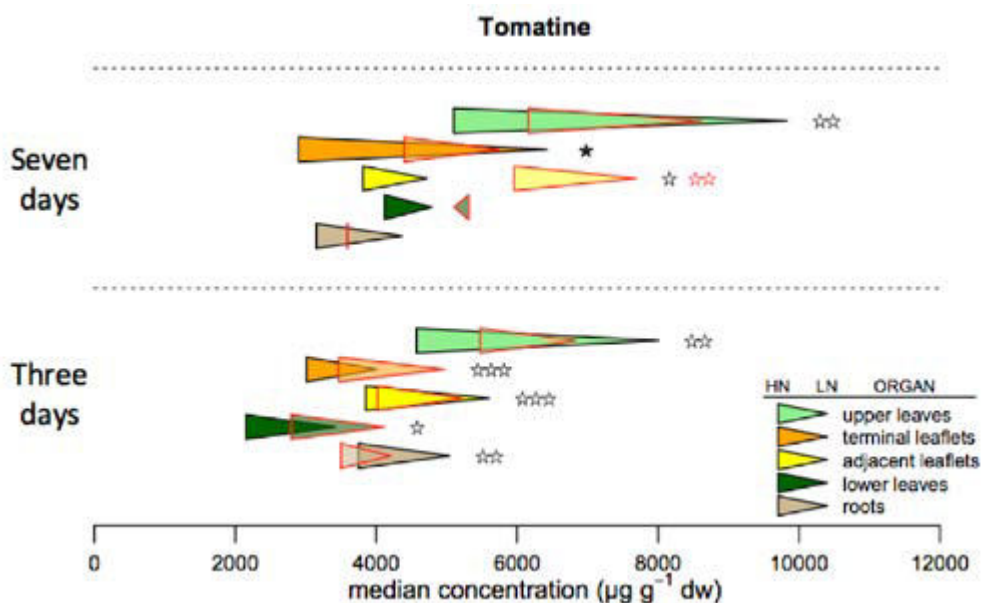 Tomatine
Seven
days
☆☆
★
☆ ☆☆
Three
days
☆☆
☆☆☆
☆☆☆
☆
☆☆
HN LN ORGAN
upper leaves
terminal leaflets
adjacent leaflets
lower leaves
roots
0 2000 4000 6000 8000 10000 12000
median concentration (µg g⁻¹ dw)